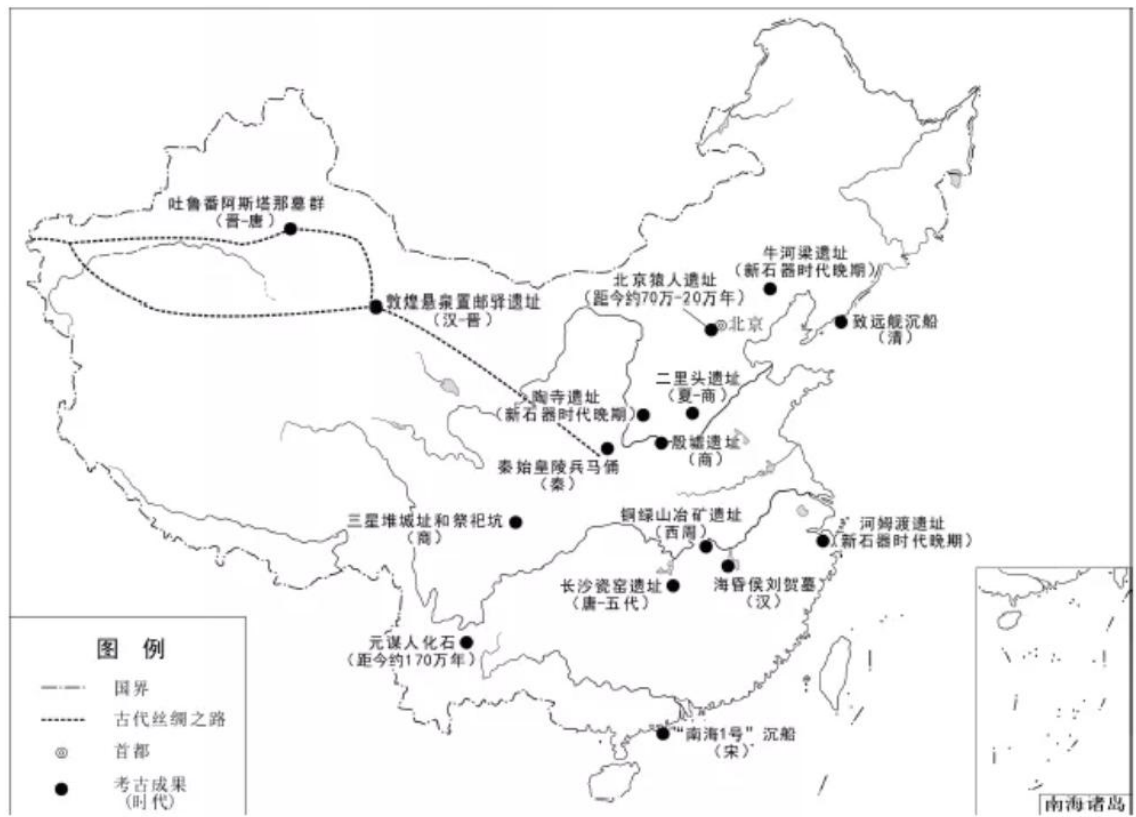 吐鲁番阿斯塔那墓群
(晋-唐)
牛河梁遗址
(新石器时代晚期)
北京猿人遗址
(距今约70万-20万年)
北京
敦煌悬泉置邮驿遗址
(汉-晋)
致远舰沉船
(清)
二里头遗址
(夏-商)
陶寺遗址
(新石器时代晚期)
殷墟遗址
(商)
秦始皇陵兵马俑
(秦)
三星堆城址和祭祀坑
(商)
铜绿山冶矿遗址
(西周)
河姆渡遗址
(新石器时代晚期)
长沙瓷窑遗址
(唐-五代)
海昏侯刘贺墓
(汉)
元谋人化石
(距今约170万年)
“南海1号”沉船
(宋)
图 例
国界
古代丝绸之路
首都
考古成果
(时代)
南海诸岛